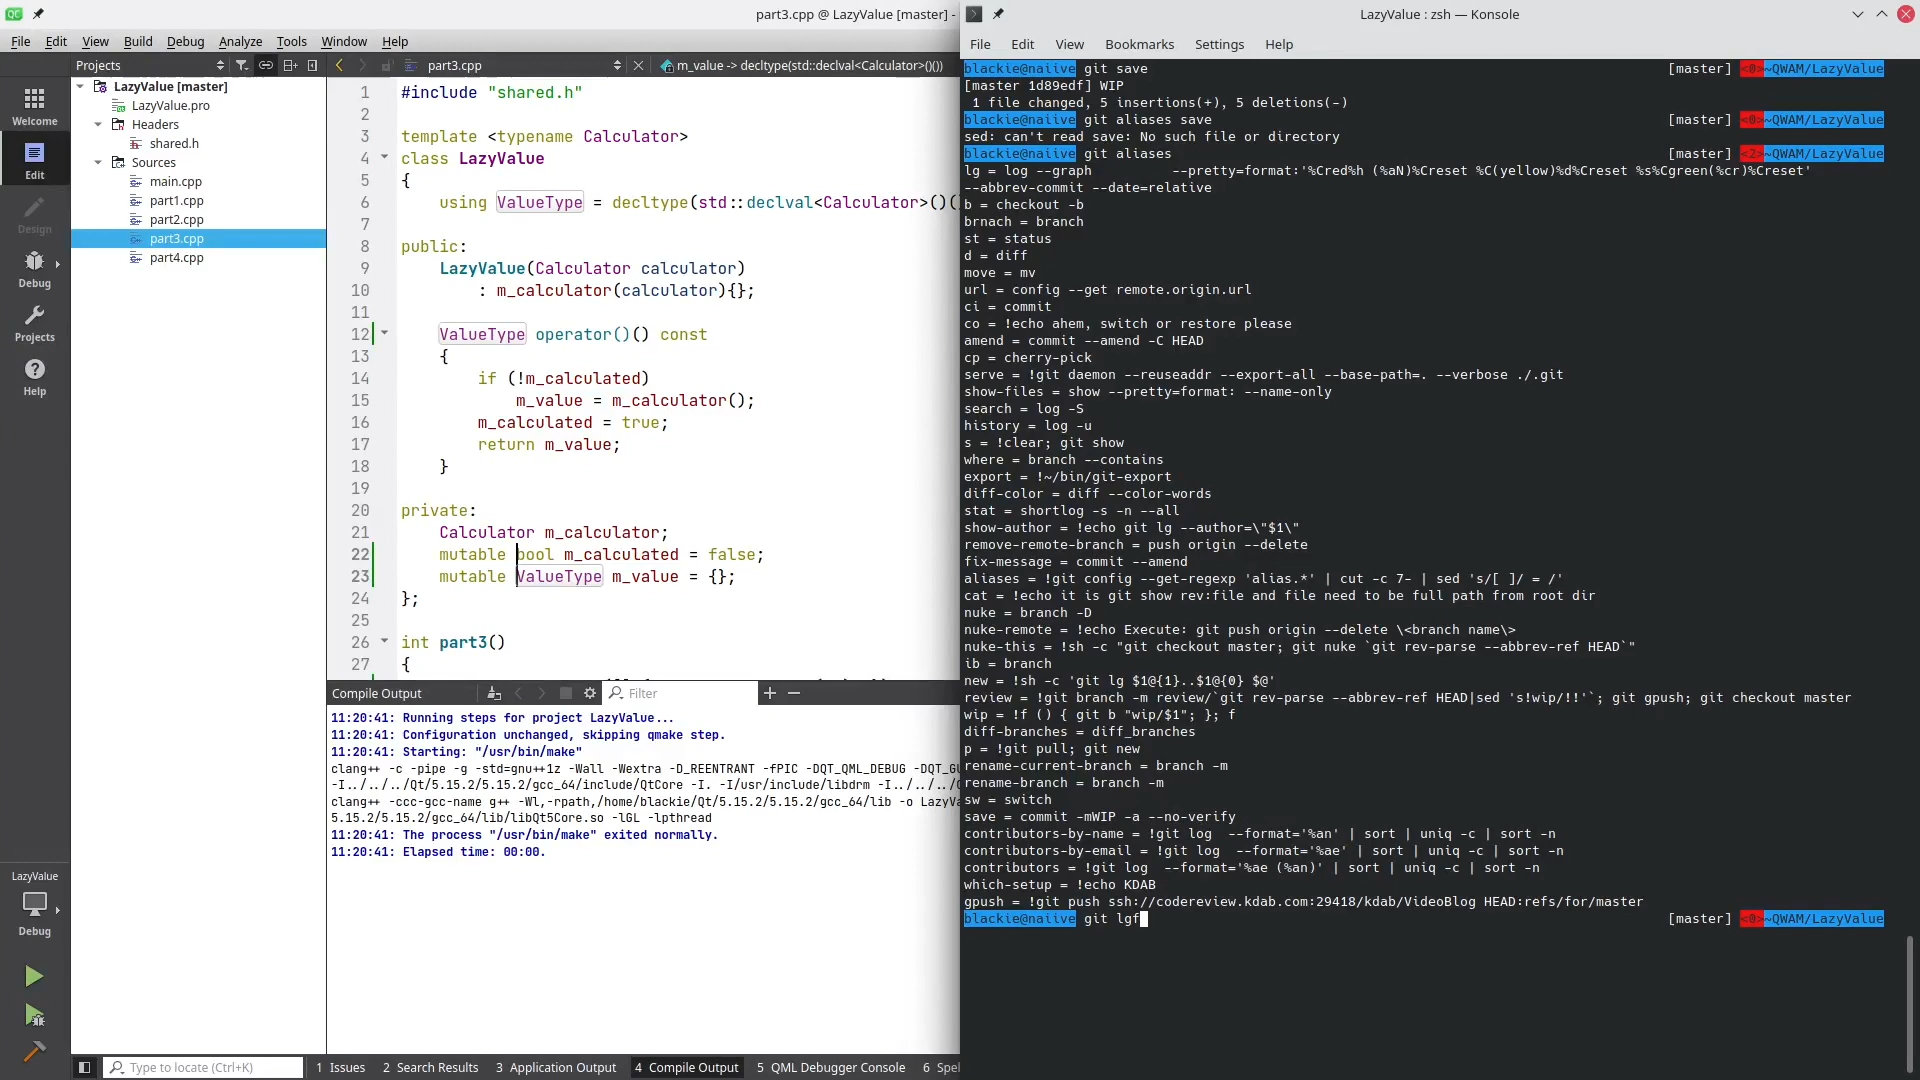 part3.cpp @ LazyValue [master] -
File Edit View Build Debug Analyze Tools Window Help
Projects
part3.cpp
m_value -> decltype(std::declval<Calculator>()())
Welcome
Edit
Design
Debug
Projects
Help
LazyValue
Debug
LazyValue [master]
LazyValue.pro
Headers
shared.h
Sources
main.cpp
part1.cpp
part2.cpp
part3.cpp
part4.cpp
1 #include "shared.h"
2
3 template <typename Calculator>
4 class LazyValue
5 {
6 using ValueType = decltype(std::declval<Calculator>()(
7
8 public:
9 LazyValue(Calculator calculator)
10 : m_calculator(calculator){};
11
12 ValueType operator()() const
13 {
14 if (!m_calculated)
15 m_value = m_calculator();
16 m_calculated = true;
17 return m_value;
18 }
19
20 private:
21 Calculator m_calculator;
22 mutable bool m_calculated = false;
23 mutable ValueType m_value = {};
24 };
25
26 int part3()
27 {
Compile Output
Filter
11:20:41: Running steps for project LazyValue...
11:20:41: Configuration unchanged, skipping qmake step.
11:20:41: Starting: "/usr/bin/make"
clang++ -c -pipe -g -std=gnu++1z -Wall -Wextra -D_REENTRANT -fPIC -DQT_QML_DEBUG -DQT_GU
-I../../../Qt/5.15.2/5.15.2/gcc_64/include/QtCore -I. -I/usr/include/libdrm -I../../../
clang++ -ccc-gcc-name g++ -Wl,-rpath,/home/blackie/Qt/5.15.2/5.15.2/gcc_64/lib -o LazyVa
5.15.2/5.15.2/gcc_64/lib/libQt5Core.so -lGL -lpthread
11:20:41: The process "/usr/bin/make" exited normally.
11:20:41: Elapsed time: 00:00.
Type to locate (Ctrl+K)
1 Issues 2 Search Results 3 Application Output 4 Compile Output 5 QML Debugger Console 6 Spel
LazyValue : zsh — Konsole
File Edit View Bookmarks Settings Help
blackie@naiive git save [master] <0>~QWAM/LazyValue
[master 1d89edf] WIP
1 file changed, 5 insertions(+), 5 deletions(-)
blackie@naiive git aliases save [master] <0>~QWAM/LazyValue
sed: can't read save: No such file or directory
blackie@naiive git aliases [master] <2>~QWAM/LazyValue
lg = log --graph --pretty=format:'%Cred%h (%aN)%Creset %C(yellow)%d%Creset %s%Cgreen(%cr)%Creset'
--abbrev-commit --date=relative
b = checkout -b
brnach = branch
st = status
d = diff
move = mv
url = config --get remote.origin.url
ci = commit
co = !echo ahem, switch or restore please
amend = commit --amend -C HEAD
cp = cherry-pick
serve = !git daemon --reuseaddr --export-all --base-path=. --verbose ./.git
show-files = show --pretty=format: --name-only
search = log -S
history = log -u
s = !clear; git show
where = branch --contains
export = !~/bin/git-export
diff-color = diff --color-words
stat = shortlog -s -n --all
show-author = !echo git lg --author=\"$1\"
remove-remote-branch = push origin --delete
fix-message = commit --amend
aliases = !git config --get-regexp 'alias.*' | cut -c 7- | sed 's/[ ]/ = /'
cat = !echo it is git show rev:file and file need to be full path from root dir
nuke = branch -D
nuke-remote = !echo Execute: git push origin --delete \<branch name\>
nuke-this = !sh -c "git checkout master; git nuke `git rev-parse --abbrev-ref HEAD`"
ib = branch
new = !sh -c 'git lg $1@{1}..$1@{0} $@'
review = !git branch -m review/`git rev-parse --abbrev-ref HEAD|sed 's!wip/!!'`; git gpush; git checkout master
wip = !f () { git b "wip/$1"; }; f
diff-branches = diff_branches
p = !git pull; git new
rename-current-branch = branch -m
rename-branch = branch -m
sw = switch
save = commit -mWIP -a --no-verify
contributors-by-name = !git log --format='%an' | sort | uniq -c | sort -n
contributors-by-email = !git log --format='%ae' | sort | uniq -c | sort -n
contributors = !git log --format='%ae (%an)' | sort | uniq -c | sort -n
which-setup = !echo KDAB
gpush = !git push ssh://codereview.kdab.com:29418/kdab/VideoBlog HEAD:refs/for/master
blackie@naiive git lgf [master] <0>~QWAM/LazyValue